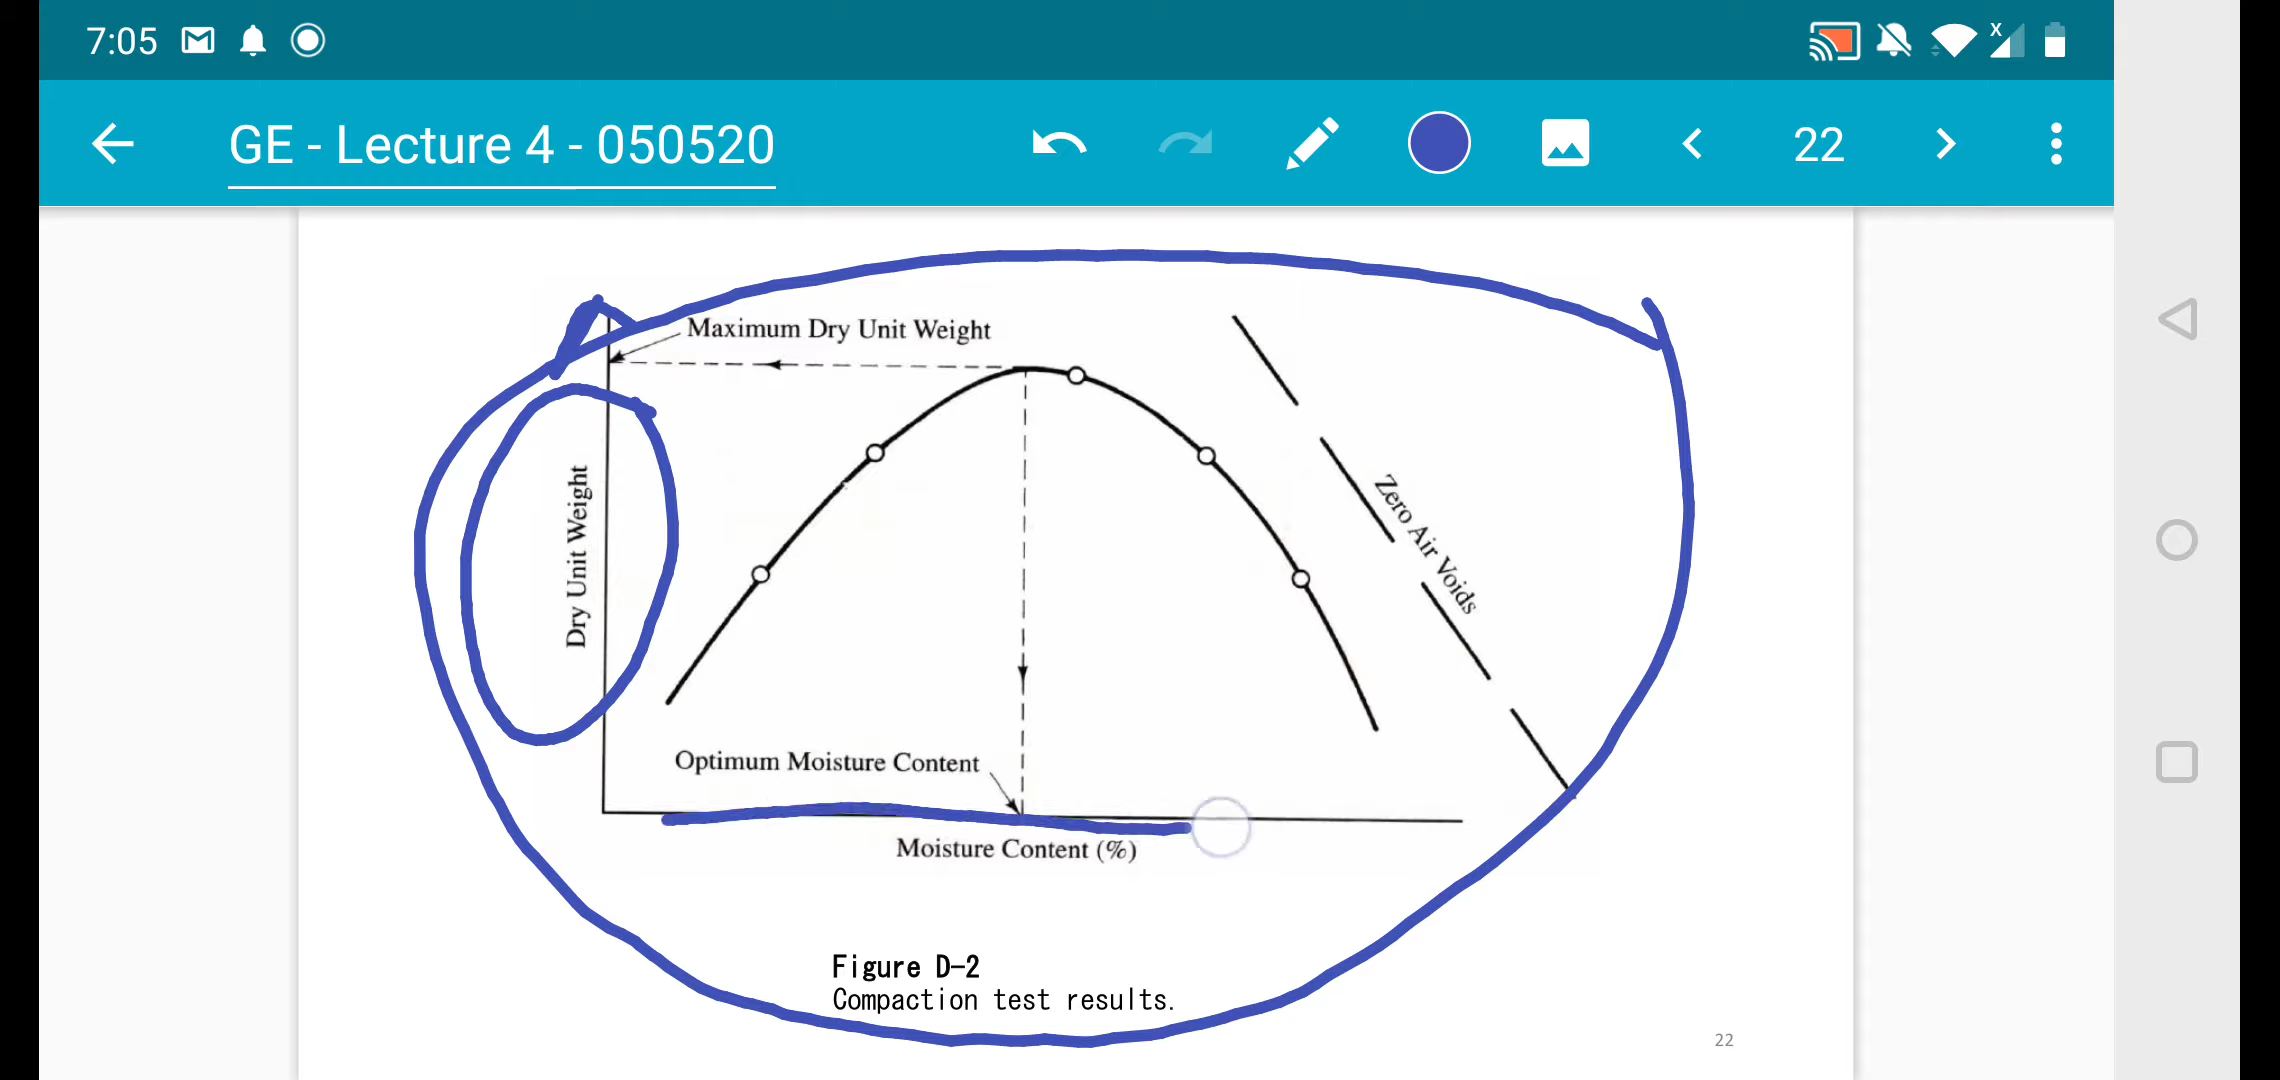 7:05
GE - Lecture 4 - 050520
22
Maximum Dry Unit Weight
Dry Unit Weight
Zero Air Voids
Optimum Moisture Content
Moisture Content (%)
Figure D-2
Compaction test results.
22